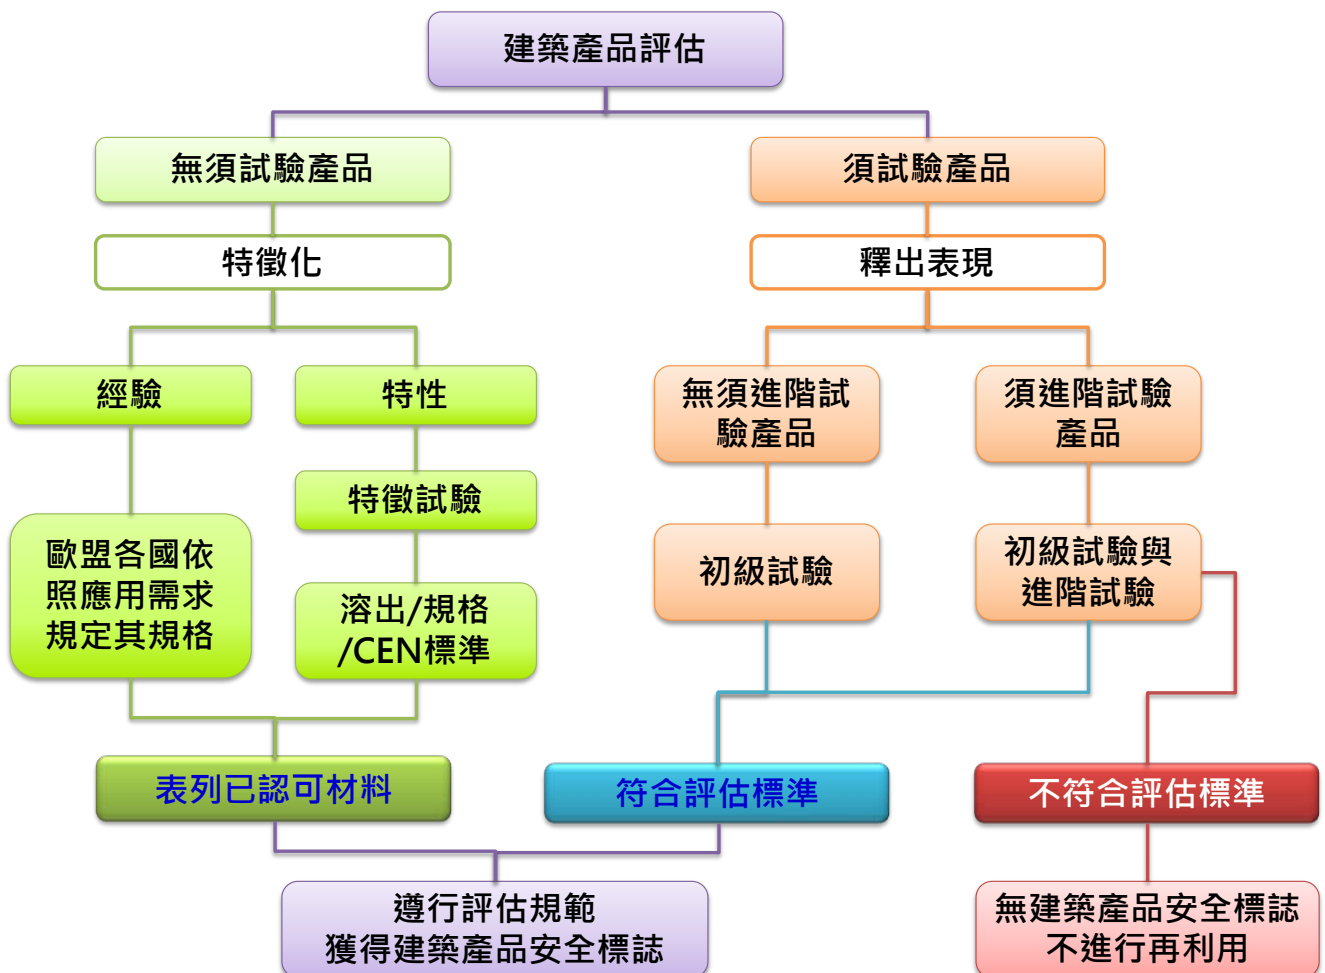 建築產品評估
無須試驗產品
須試驗產品
特徵化
釋出表現
經驗
特性
無須進階試
驗產品
須進階試驗
產品
特徵試驗
歐盟各國依
照應用需求
規定其規格
溶出/規格
/CEN標準
初級試驗
初級試驗與
進階試驗
表列已認可材料
符合評估標準
不符合評估標準
遵行評估規範
獲得建築產品安全標誌
無建築產品安全標誌
不進行再利用